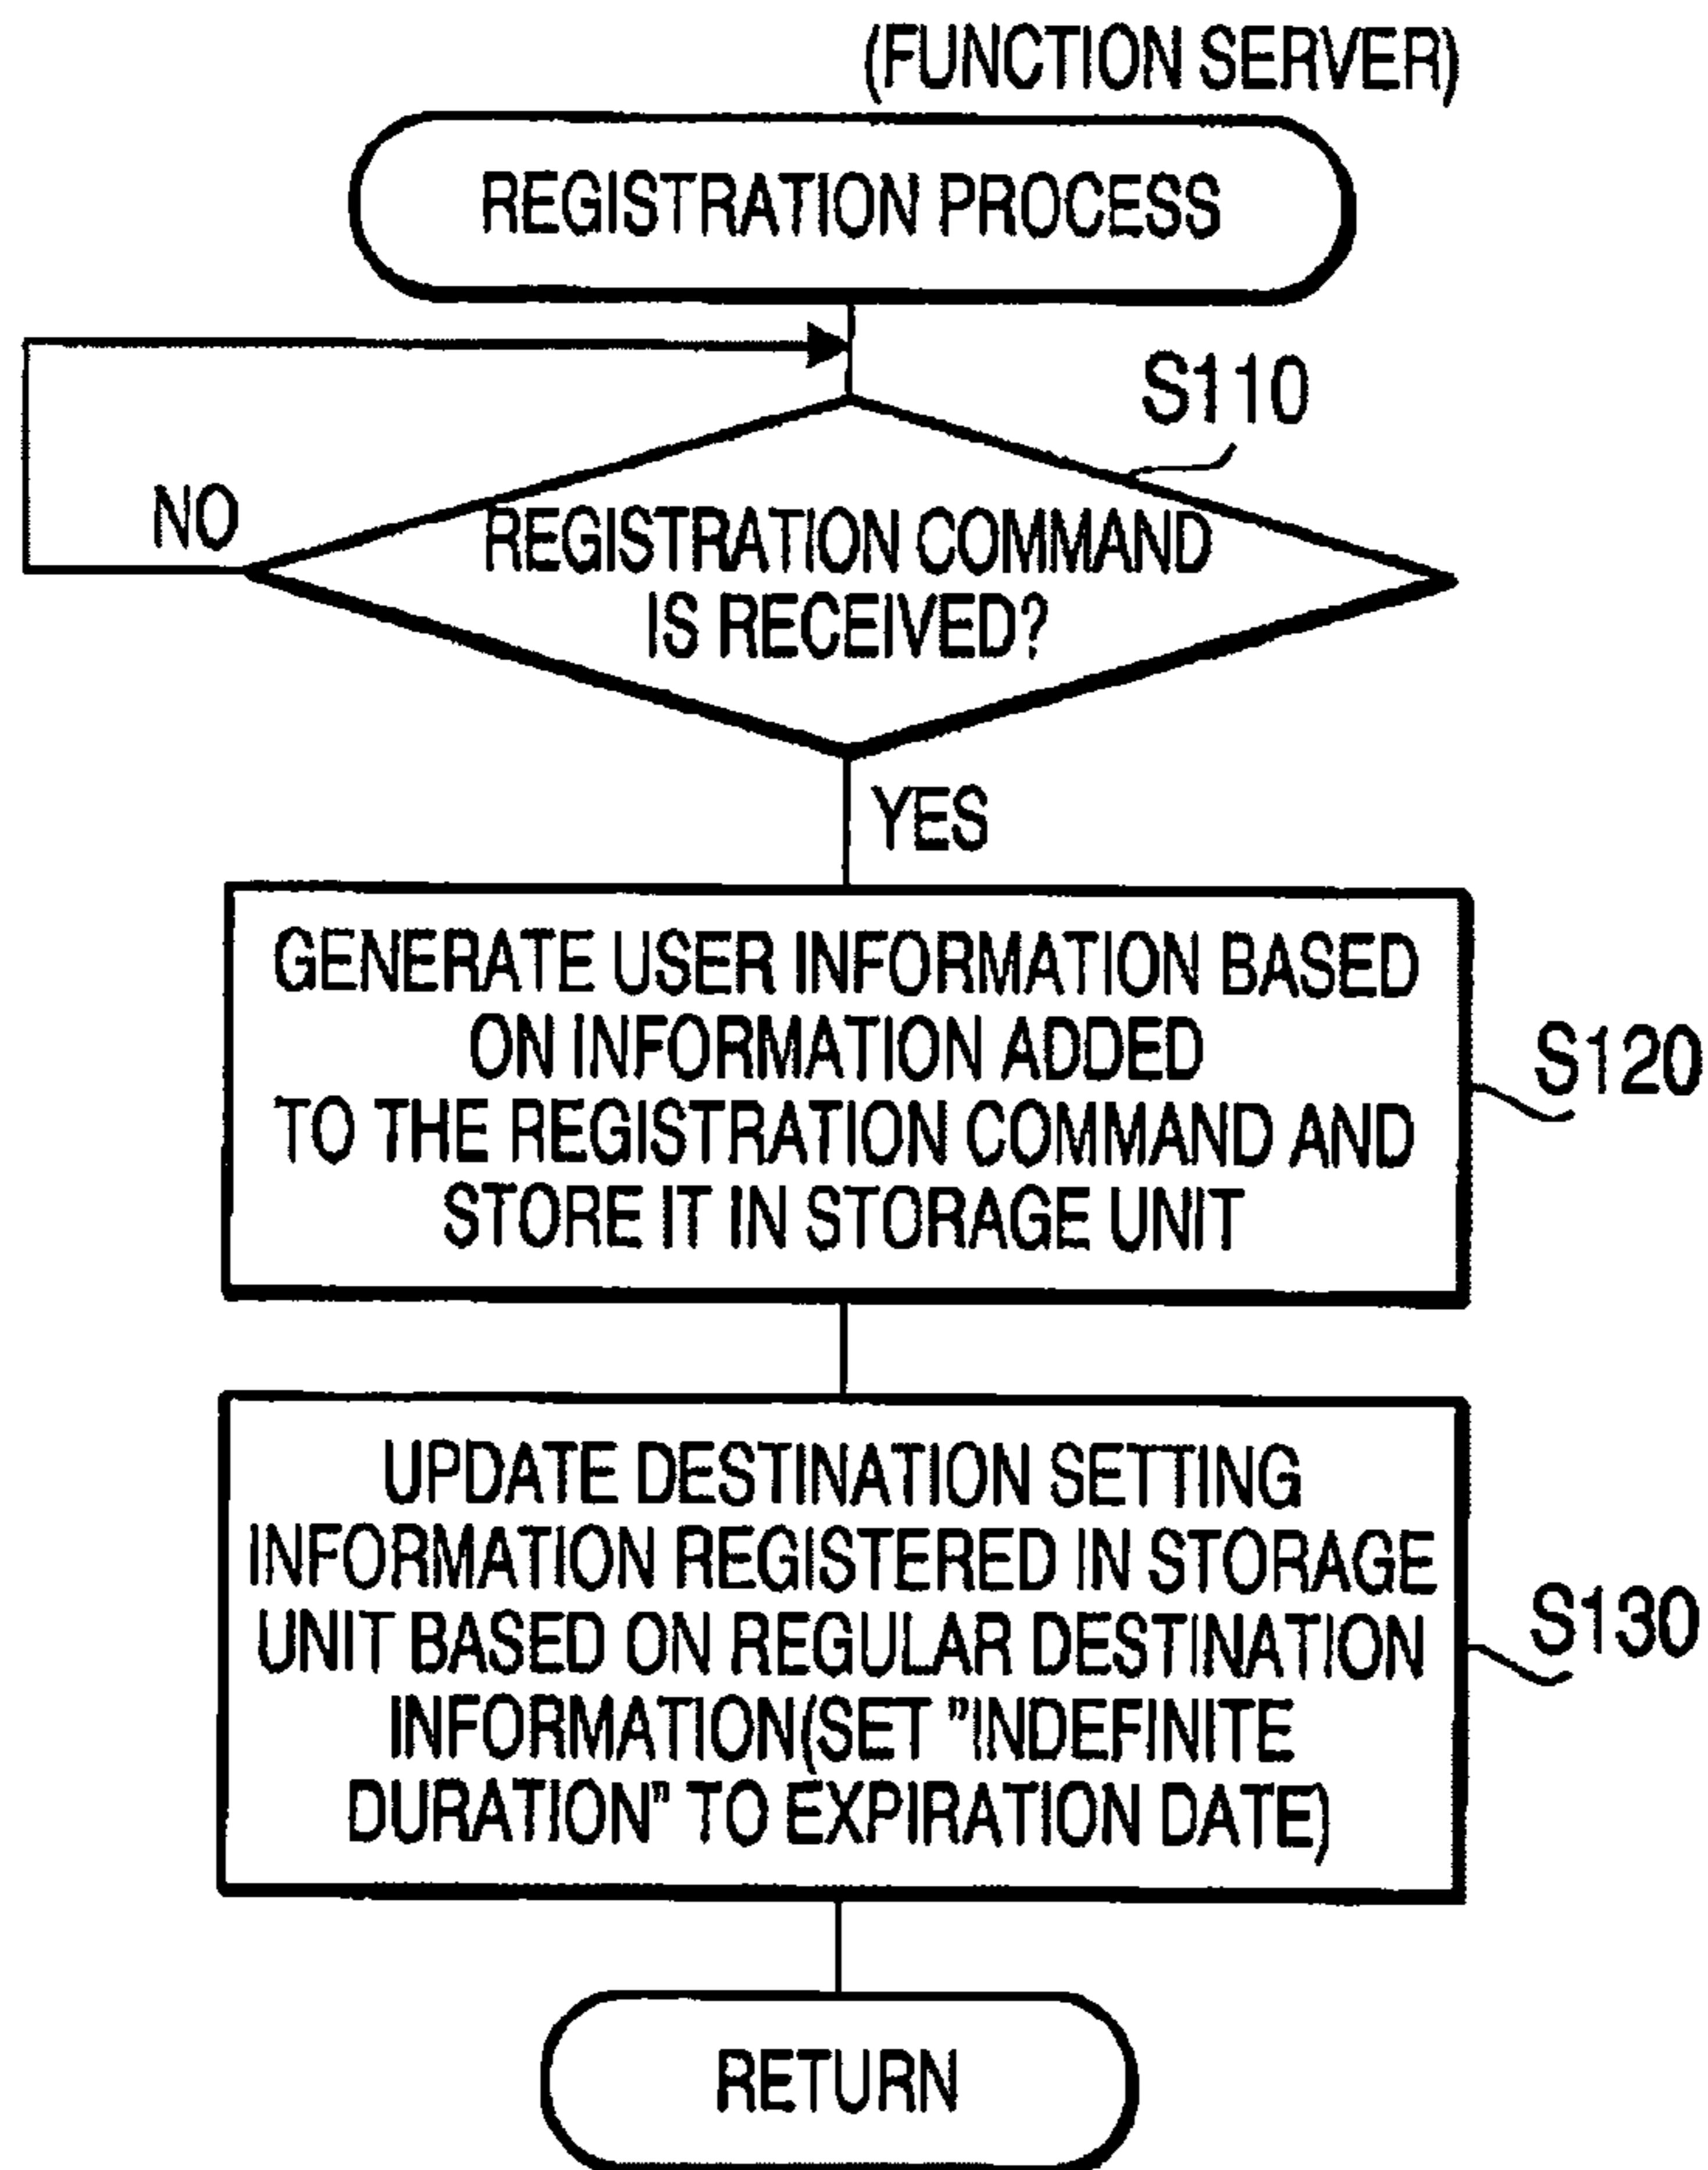 (FUNCTION SERVER)
REGISTRATION PROCESS
S110
NO
REGISTRATION COMMAND
IS RECEIVED?
YES
GENERATE USER INFORMATION BASED
ON INFORMATION ADDED
TO THE REGISTRATION COMMAND AND
STORE IT IN STORAGE UNIT
S120
UPDATE DESTINATION SETTING
INFORMATION REGISTERED IN STORAGE
UNIT BASED ON REGULAR DESTINATION
INFORMATION(SET "INDEFINITE
DURATION" TO EXPIRATION DATE)
S130
RETURN